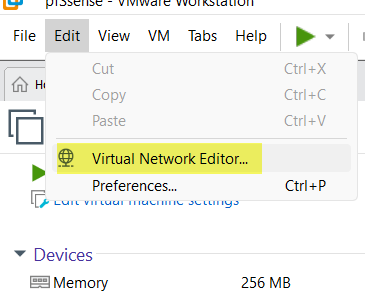 pfSsense - VMware Workstation
File Edit View VM Tabs Help
Cut Ctrl+X
Copy Ctrl+C
Paste Ctrl+V
Virtual Network Editor...
Preferences... Ctrl+P
Edit virtual machine settings
Devices
Memory 256 MB